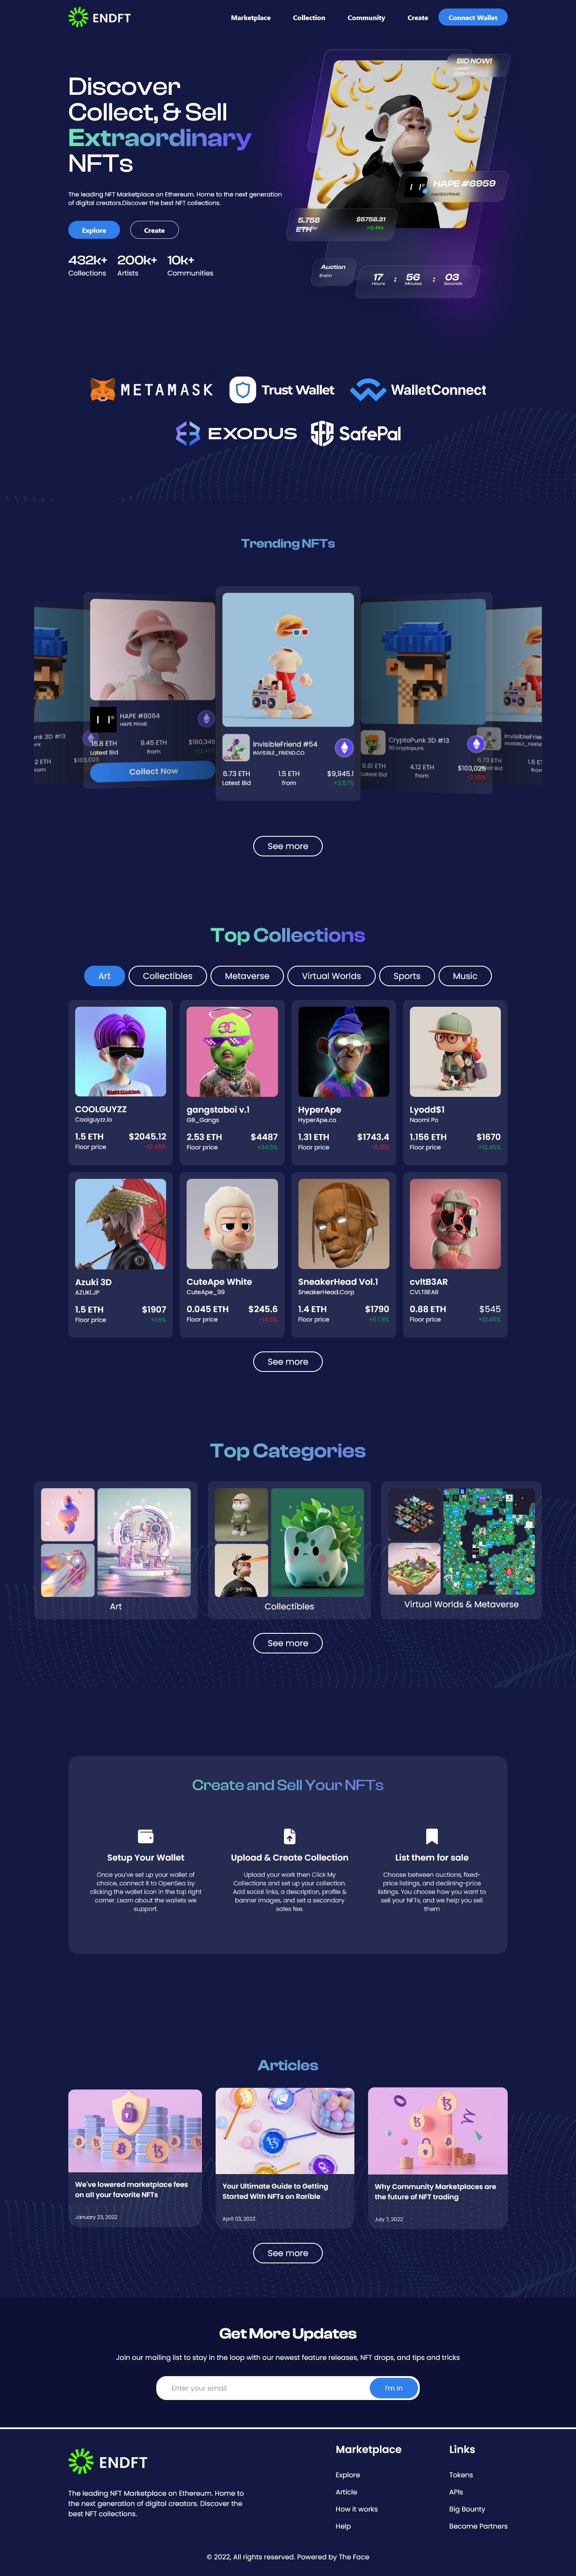 ENDFT
Marketplace
Collection
Community
Create
Connect Wallet
Discover
Collect, & Sell
Extraordinary
NFTs
The leading NFT Marketplace on Ethereum. Home to the next generation
of digital creators.Discover the best NFT collections.
Explore
Create
432k+
200k+
10k+
Collections
Artists
Communities
BID NOW!
HAPE #6959
HAPES PRIME
5.758
ETH
$5758.31
+12.45%
Auction
End in
17 : 56 : 03
Hours
Minutes
Seconds
METAMASK
Trust Wallet
WalletConnect
EXODUS
SafePal
Trending NFTs
HAPE #8064
HAPE PRIME
9.45 ETH
$180,345
Latest Bid
from
Collect Now
InvisibleFriend #54
INVISIBLE_FRIEND.CO
6.73 ETH
1.5 ETH
$9,945.1
Latest Bid
from
+3.57%
CryptoPunk 3D #13
3D cryptopunk
4.12 ETH
$103,025
from
-2.25%
See more
Top Collections
Art
Collectibles
Metaverse
Virtual Worlds
Sports
Music
COOLGUYZZ
Coolguyzz.io
1.5 ETH
$2045.12
Floor price
-12.45%
gangstaboi v.1
GB_Gangs
2.53 ETH
$4487
Floor price
+34.5%
HyperApe
HyperApe.co
1.31 ETH
$1743.4
Floor price
Lyodd$1
Naomi Po
1.156 ETH
$1670
Floor price
+12.45%
Azuki 3D
AZUKI.JP
1.5 ETH
$1907
Floor price
+1.5%
CuteApe White
CuteApe_99
0.045 ETH
$245.6
Floor price
-14.5%
SneakerHead Vol.1
SneakerHead.Corp
1.4 ETH
$1790
Floor price
+67.9%
cvltB3AR
CVLTBEAR
0.88 ETH
$545
Floor price
+12.45%
See more
Top Categories
Art
Collectibles
Virtual Worlds & Metaverse
See more
Create and Sell Your NFTs
Setup Your Wallet
Once you've set up your wallet of
choice, connect it to OpenSea by
clicking the wallet icon in the top right
corner. Learn about the wallets we
support.
Upload & Create Collection
Upload your work then Click My
Collections and set up your collection.
Add social links, a description, profile &
banner images, and set a secondary
sales fee.
List them for sale
Choose between auctions, fixed-
price listings, and declining-price
listings. You choose how you want to
sell your NFTs, and we help you sell
them
Articles
We've lowered marketplace fees
on all your favorite NFTs
January 23, 2022
Your Ultimate Guide to Getting
Started With NFTs on Rarible
April 03, 2022
Why Community Marketplaces are
the future of NFT trading
July 7, 2022
See more
Get More Updates
Join our mailing list to stay in the loop with our newest feature releases, NFT drops, and tips and tricks
Enter your email
I'm in
ENDFT
The leading NFT Marketplace on Ethereum. Home to
the next generation of digital creators. Discover the
best NFT collections.
Marketplace
Explore
Article
How it works
Help
Links
Tokens
APIs
Big Bounty
Become Partners
© 2022, All rights reserved. Powered by The Face